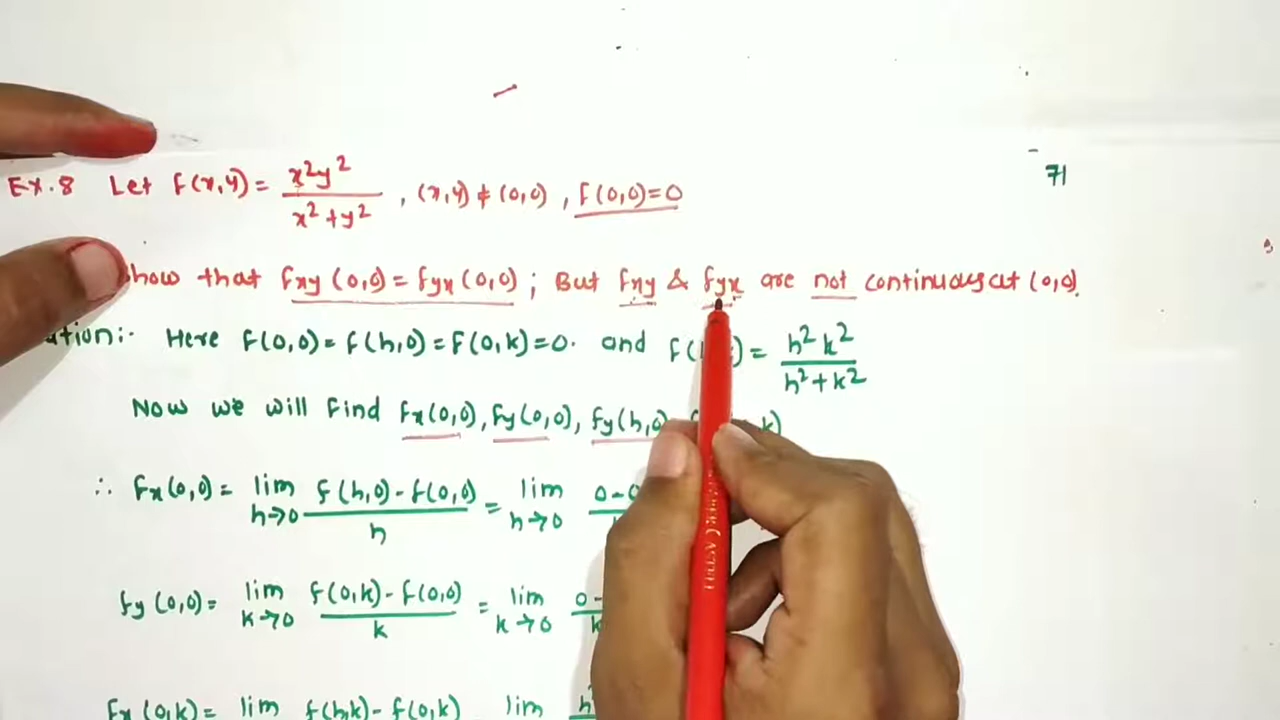 71
Ex.8 Let f(x,y) = x²y² / x²+y² , (x,y) ≠ (0,0) , f(0,0)=0
show that fxy (0,0) = fyx (0,0) ; But fxy & fyx are not continuous at (0,0).
Here f(0,0) = f(h,0) = f(0,k) = 0. and = h²k² / h²+k²
Now we will find fx(0,0), fy(0,0), fy(h,0)
∴ fx(0,0) = lim h→0 f(h,0) - f(0,0) / h = lim h→0
fy (0,0) = lim k→0 f(0,k) - f(0,0) / k = lim k→0
fx (0,k) = lim f(h,k) - f(0,k) lim